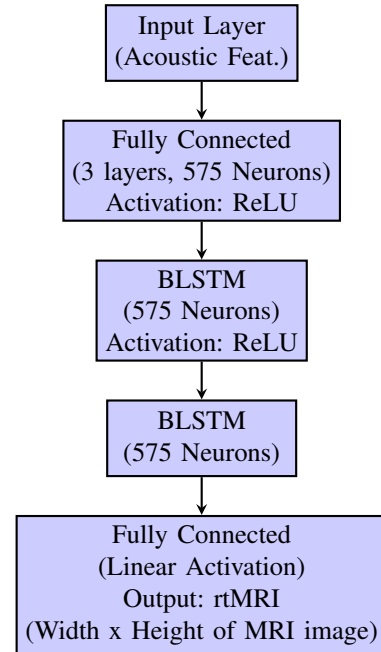 Input Layer
(Acoustic Feat.)
Fully Connected
(3 layers, 575 Neurons)
Activation: ReLU
BLSTM
(575 Neurons)
Activation: ReLU
BLSTM
(575 Neurons)
Fully Connected
(Linear Activation)
Output: rtMRI
(Width x Height of MRI image)